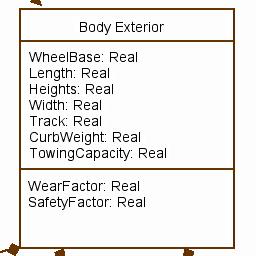 Body Exterior
WheelBase: Real
Length: Real
Heights: Real
Width: Real
Track: Real
CurbWeight: Real
TowingCapacity: Real
WearFactor: Real
SafetyFactor: Real